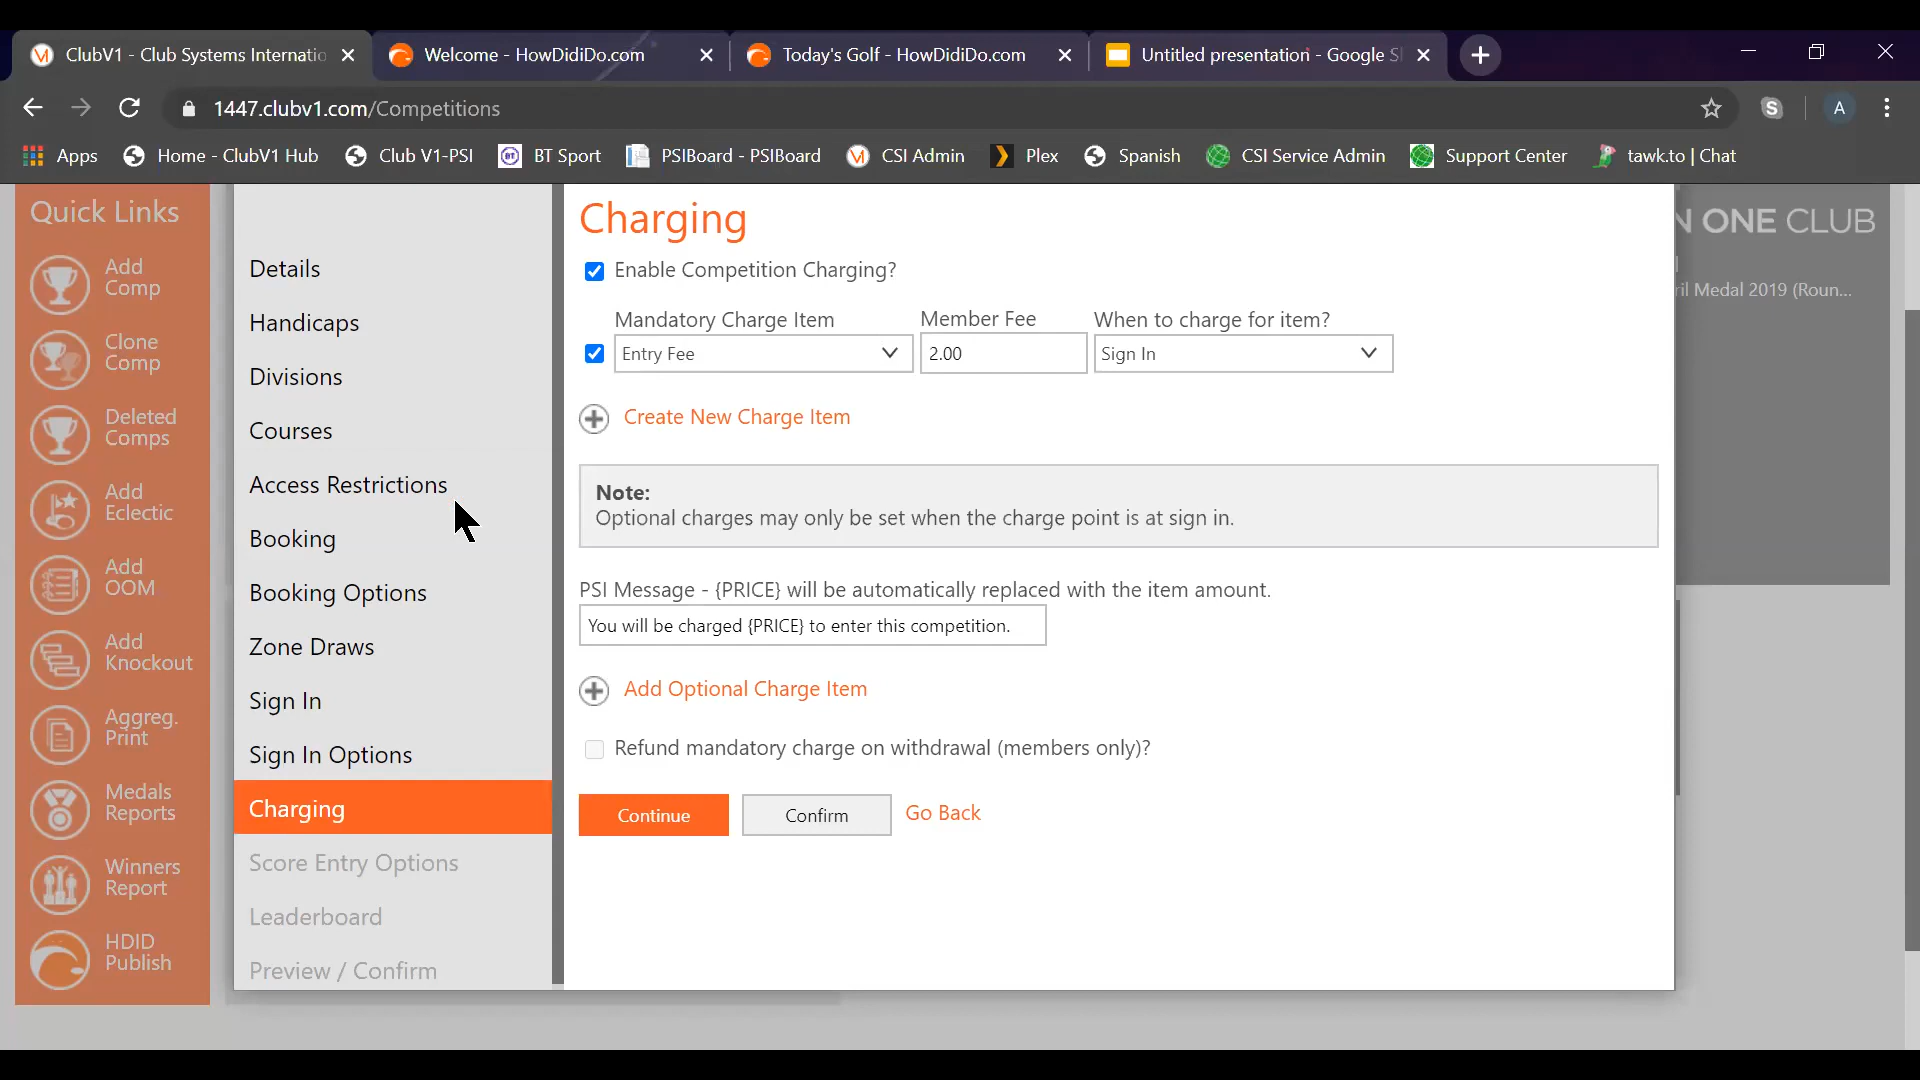 ClubV1 - Club Systems Internatio
Welcome - HowDidiDo.com
Today's Golf - HowDidiDo.com
Untitled presentation - Google Sl
1447.clubv1.com/Competitions
S
A
Apps
Home - ClubV1 Hub
Club V1-PSI
BT Sport
PSIBoard - PSIBoard
CSI Admin
Plex
Spanish
CSI Service Admin
Support Center
tawk.to | Chat
Quick Links
Add
Comp
Clone
Comp
Deleted
Comps
Add
Eclectic
Add
OOM
Add
Knockout
Aggreg.
Print
Medals
Reports
Winners
Report
HDID
Publish
Details
Handicaps
Divisions
Courses
Access Restrictions
Booking
Booking Options
Zone Draws
Sign In
Sign In Options
Charging
Score Entry Options
Leaderboard
Preview / Confirm
Charging
Enable Competition Charging?
Mandatory Charge Item Member Fee When to charge for item?
Entry Fee 2.00 Sign In
Create New Charge Item
Note:
Optional charges may only be set when the charge point is at sign in.
PSI Message - {PRICE} will be automatically replaced with the item amount.
You will be charged {PRICE} to enter this competition.
Add Optional Charge Item
Refund mandatory charge on withdrawal (members only)?
Continue Confirm Go Back
N ONE CLUB
ril Medal 2019 (Roun...